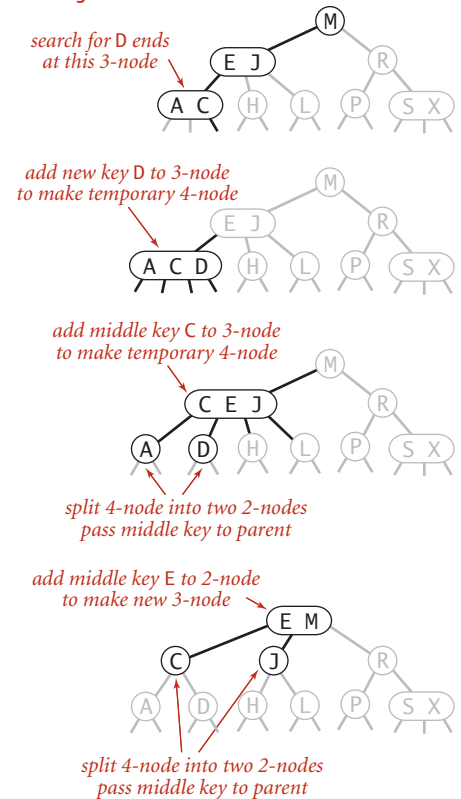 M
search for D ends
at this 3-node
E J
R
A C
H
L
P
S X
add new key D to 3-node
to make temporary 4-node
M
E J
R
A C D
H
L
P
S X
add middle key C to 3-node
to make temporary 4-node
M
C E J
R
A
D
H
L
P
S X
split 4-node into two 2-nodes
pass middle key to parent
add middle key E to 2-node
to make new 3-node
E M
C
J
R
A
D
H
L
P
S X
split 4-node into two 2-nodes
pass middle key to parent